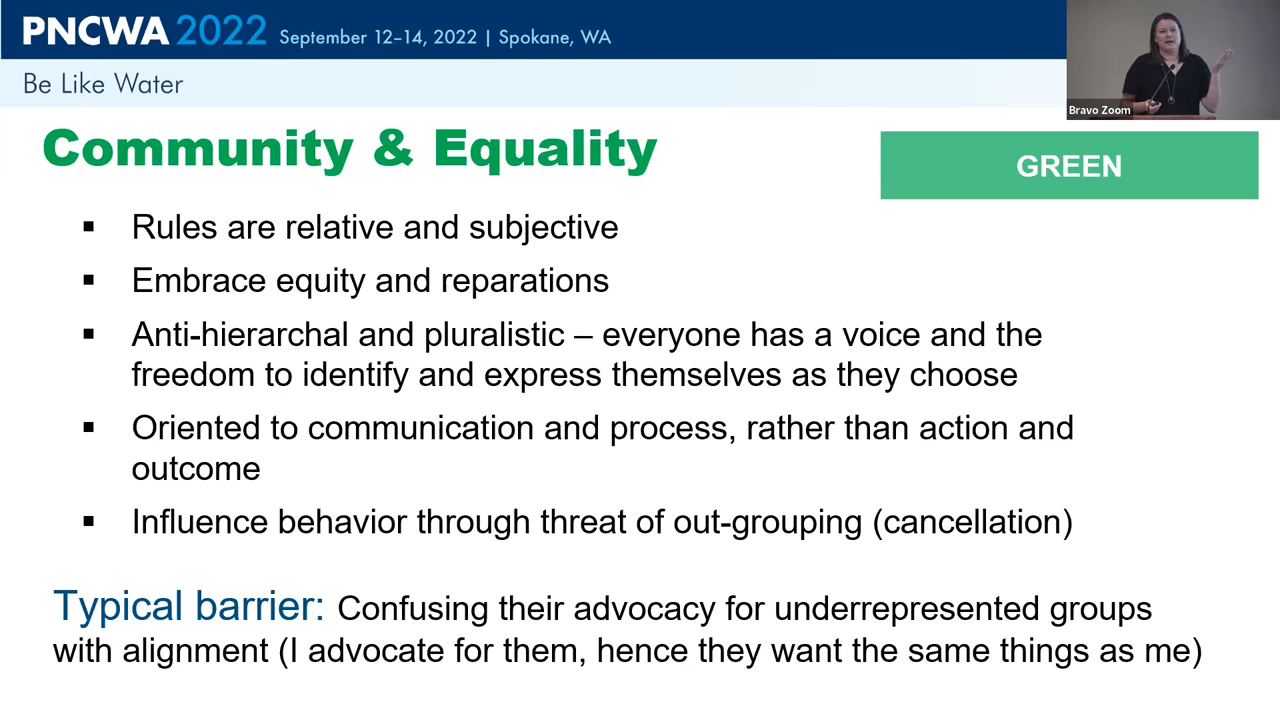 PNCWA 2022 September 12–14, 2022 | Spokane, WA
Be Like Water
Bravo Zoom
Community & Equality
GREEN
▪ Rules are relative and subjective
▪ Embrace equity and reparations
▪ Anti-hierarchal and pluralistic – everyone has a voice and the
freedom to identify and express themselves as they choose
▪ Oriented to communication and process, rather than action and
outcome
▪ Influence behavior through threat of out-grouping (cancellation)
Typical barrier: Confusing their advocacy for underrepresented groups
with alignment (I advocate for them, hence they want the same things as me)